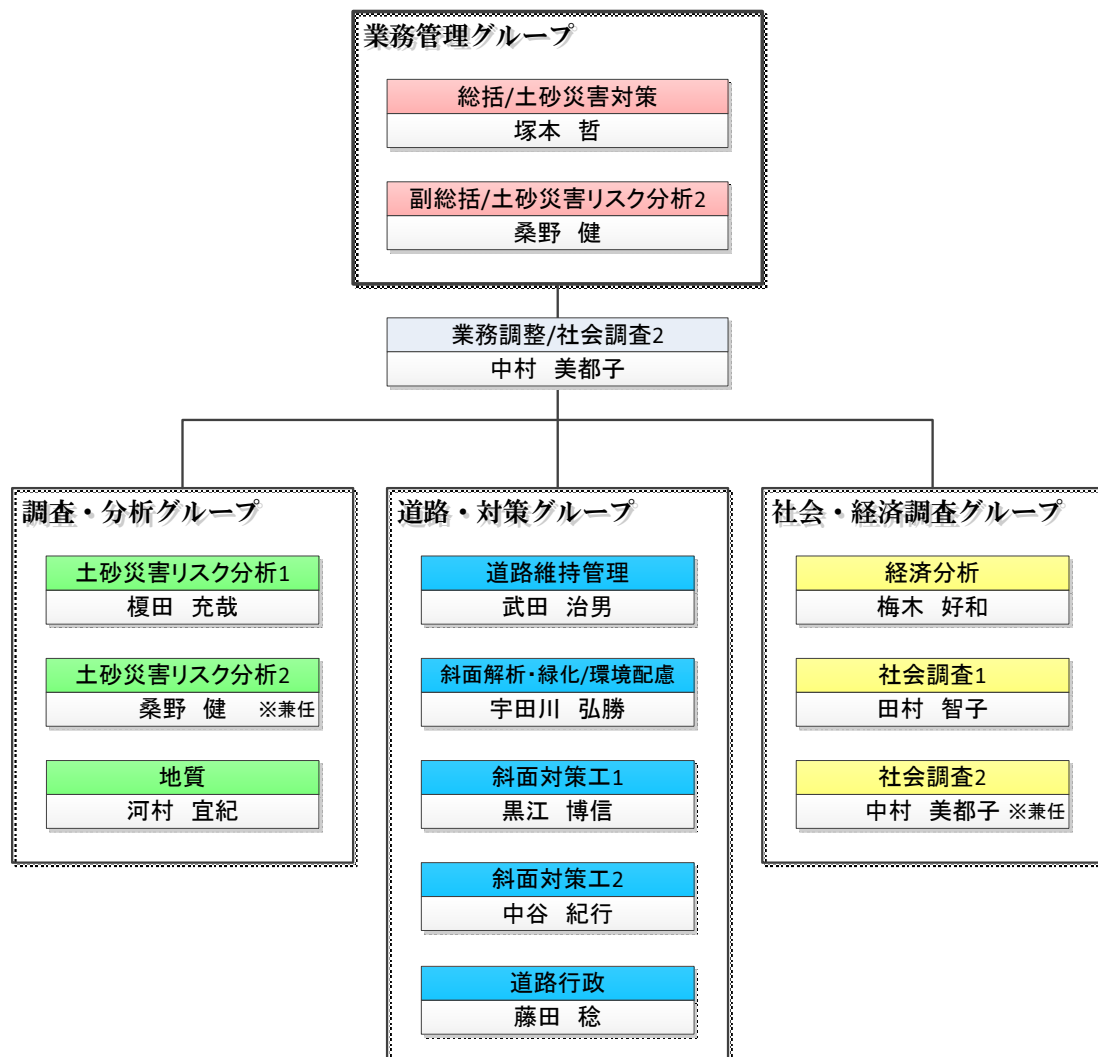 業務管理グループ
総括/土砂災害対策
塚本 哲
副総括/土砂災害リスク分析2
桑野 健
業務調整/社会調査2
中村 美都子
調査・分析グループ
土砂災害リスク分析1
榎田 充哉
土砂災害リスク分析2
桑野 健 ※兼任
地質
河村 宜紀
道路・対策グループ
道路維持管理
武田 治男
斜面解析・緑化/環境配慮
宇田川 弘勝
斜面対策工1
黒江 博信
斜面対策工2
中谷 紀行
道路行政
藤田 稔
社会・経済調査グループ
経済分析
梅木 好和
社会調査1
田村 智子
社会調査2
中村 美都子 ※兼任